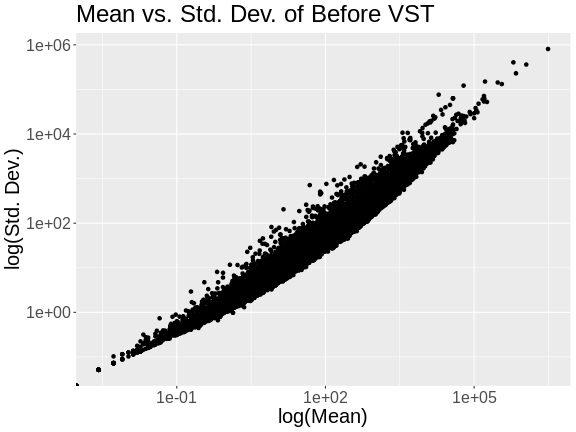 Mean vs. Std. Dev. of Before VST
1e+06
1e+04
1e+02
1e+00
log(Std. Dev.)
1e-01
1e+02
1e+05
log(Mean)